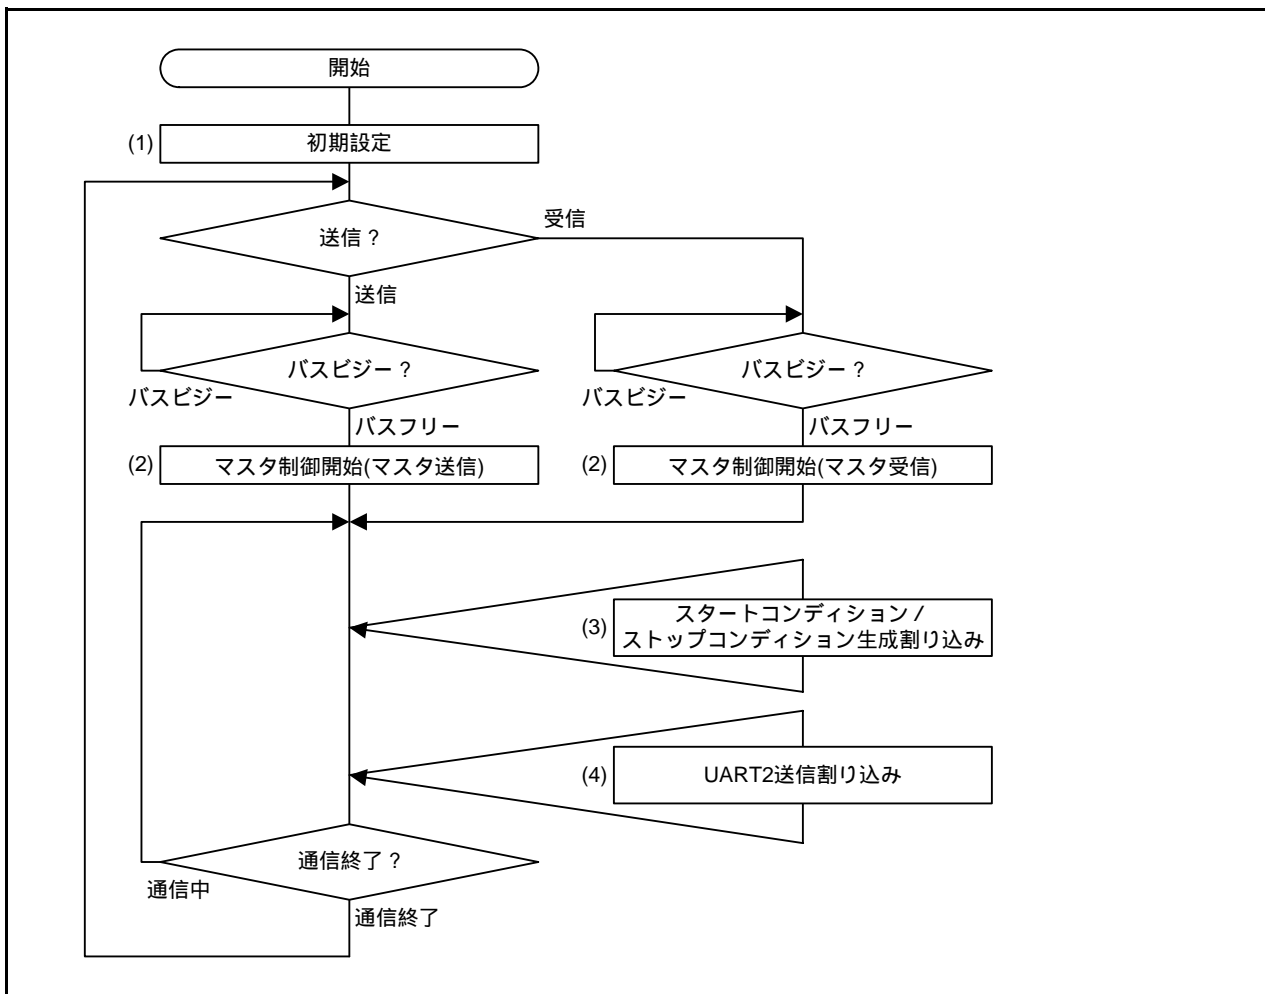 開始
(1) 初期設定
受信
送信？
送信
バスビジー？
バスビジー？
バスビジー
バスビジー
バスフリー
バスフリー
(2) マスタ制御開始(マスタ送信)
(2) マスタ制御開始(マスタ受信)
スタートコンディション/
(3) ストップコンディション生成割り込み
(4) UART2送信割り込み
通信終了？
通信中
通信終了